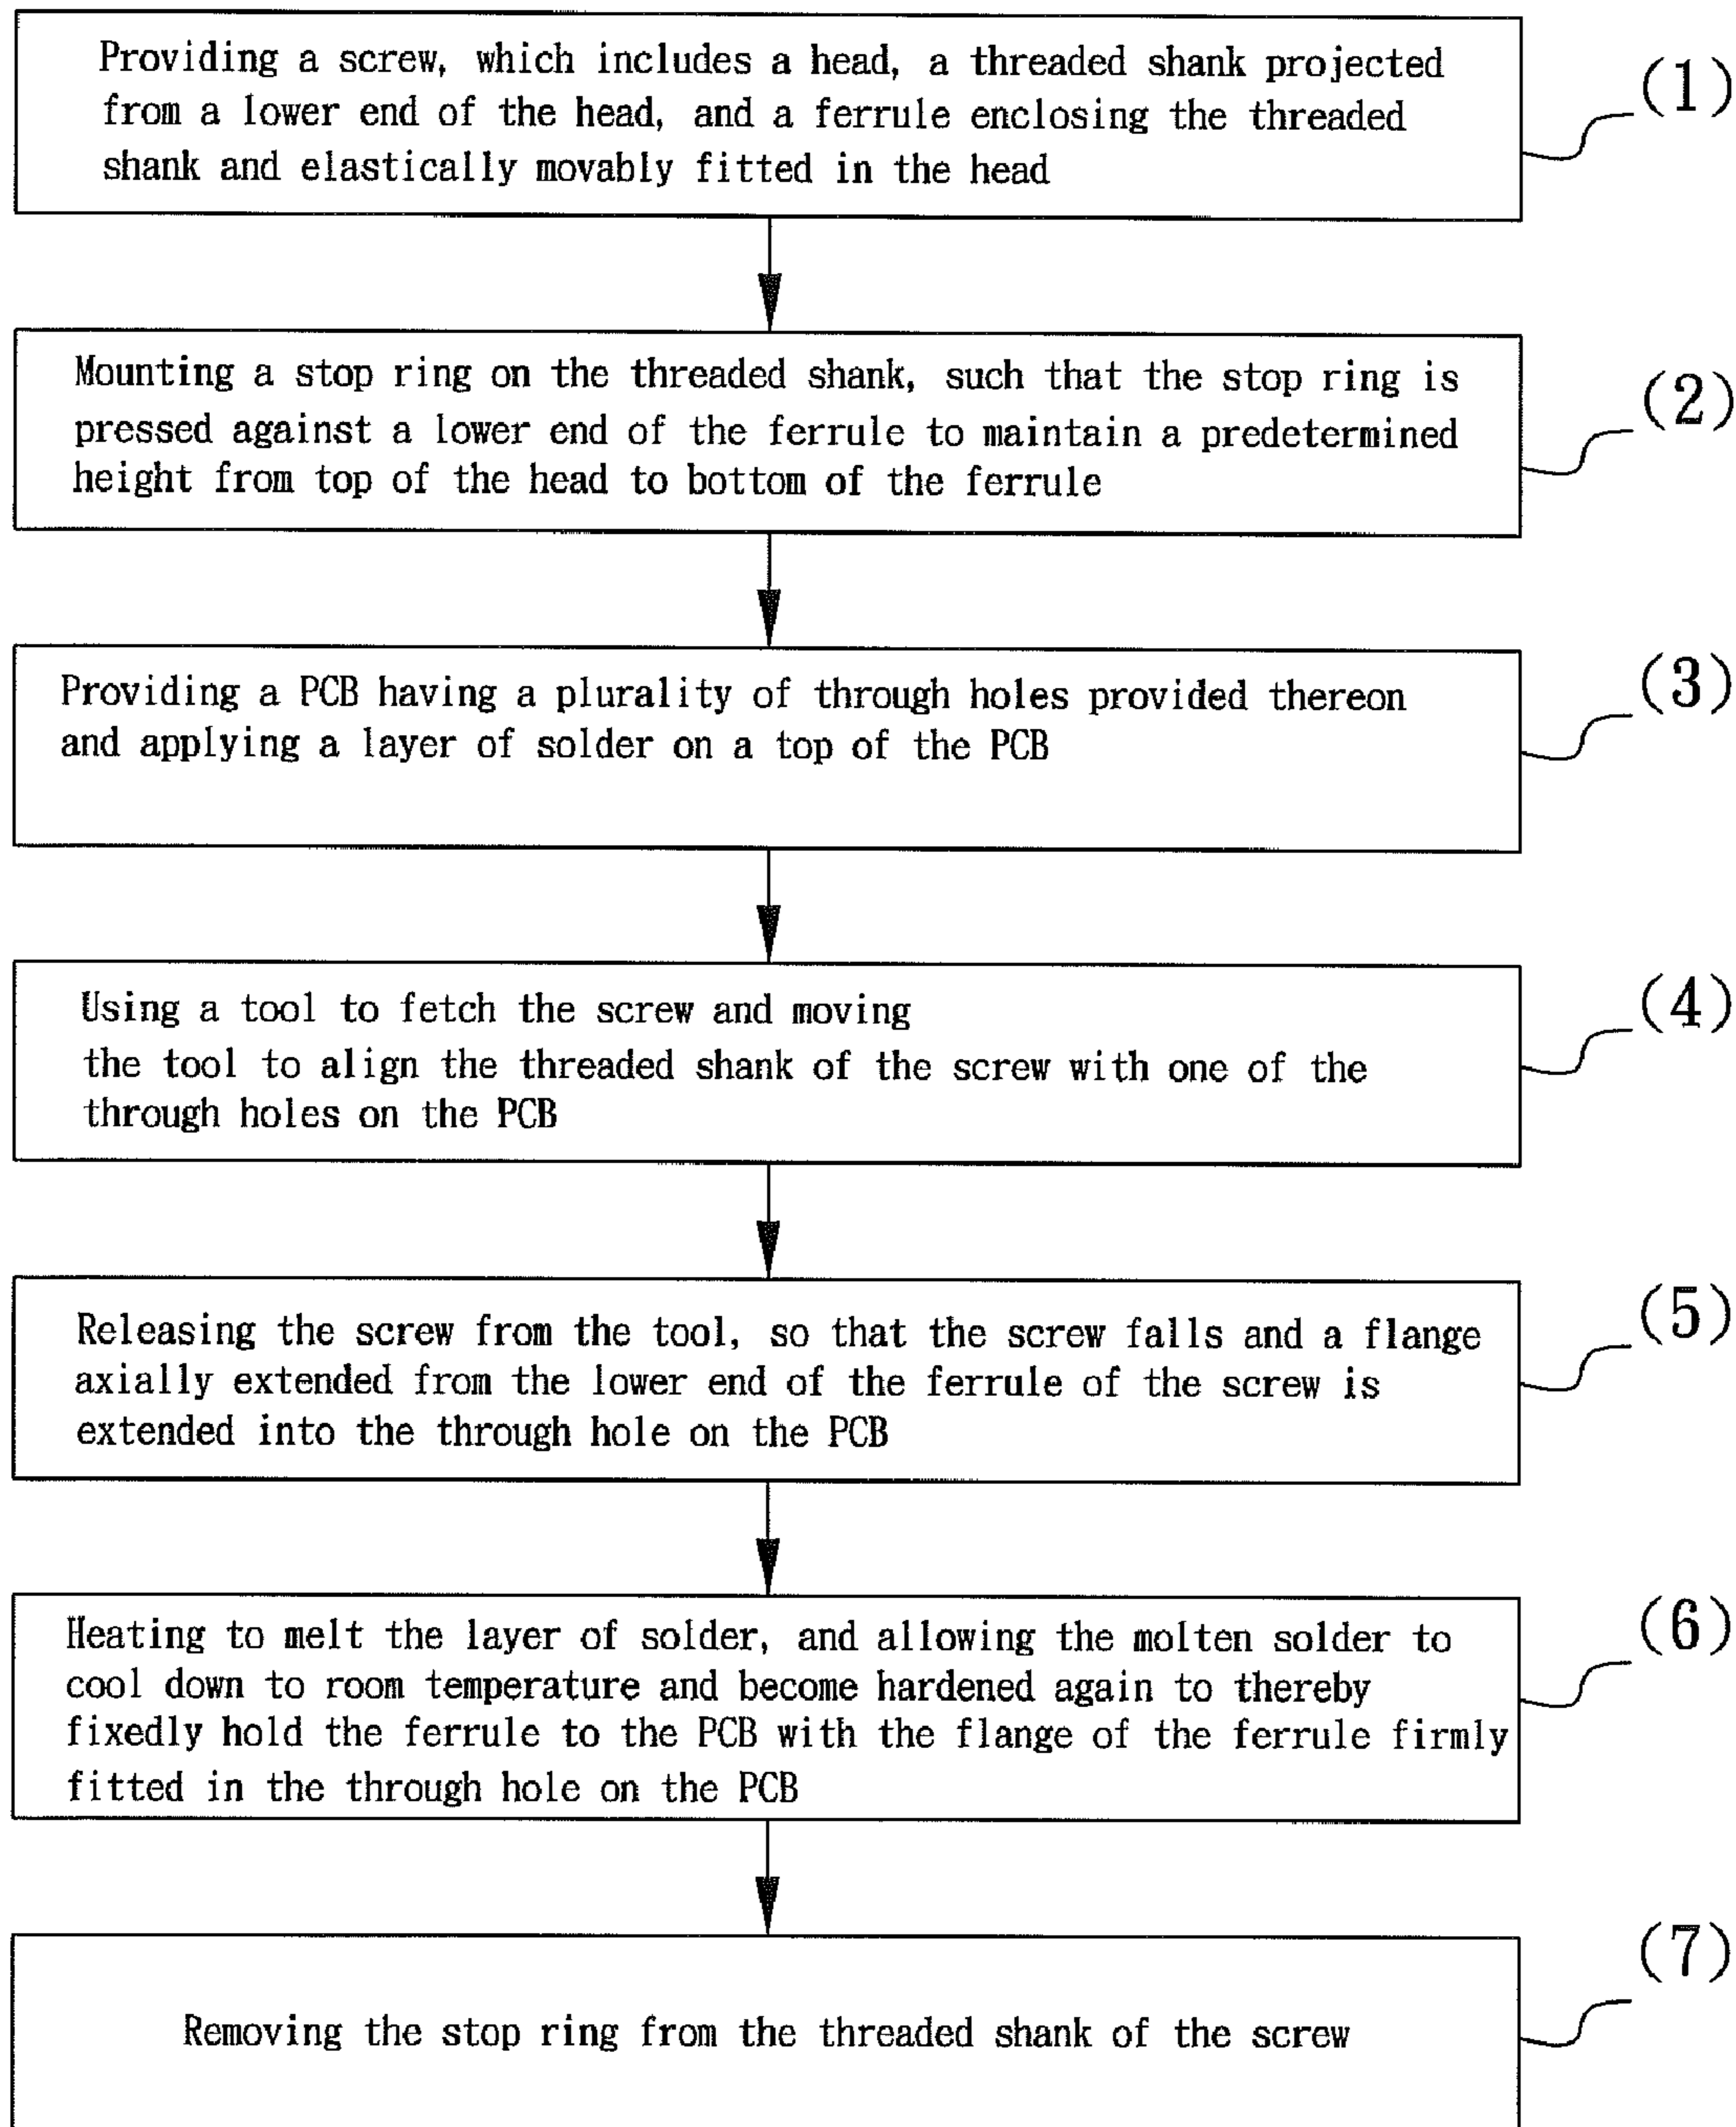 Providing a screw, which includes a head, a threaded shank projected
from a lower end of the head, and a ferrule enclosing the threaded
shank and elastically movably fitted in the head
(1)
Mounting a stop ring on the threaded shank, such that the stop ring is
pressed against a lower end of the ferrule to maintain a predetermined
height from top of the head to bottom of the ferrule
(2)
Providing a PCB having a plurality of through holes provided thereon
and applying a layer of solder on a top of the PCB
(3)
Using a tool to fetch the screw and moving
the tool to align the threaded shank of the screw with one of the
through holes on the PCB
(4)
Releasing the screw from the tool, so that the screw falls and a flange
axially extended from the lower end of the ferrule of the screw is
extended into the through hole on the PCB
(5)
Heating to melt the layer of solder, and allowing the molten solder to
cool down to room temperature and become hardened again to thereby
fixedly hold the ferrule to the PCB with the flange of the ferrule firmly
fitted in the through hole on the PCB
(6)
Removing the stop ring from the threaded shank of the screw
(7)